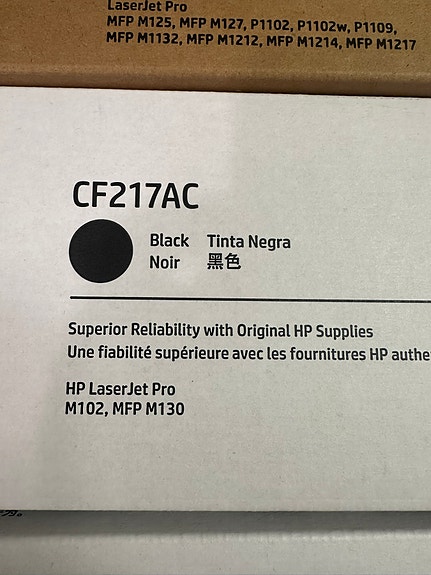 LaserJet Pro
MFP M125, MFP M127, P1102, P1102w, P1109,
MFP M1132, MFP M1212, MFP M1214, MFP M1217
CF217AC
Black Tinta Negra
Noir 黑色
Superior Reliability with Original HP Supplies
Une fiabilité supérieure avec les fournitures HP authe
HP LaserJet Pro
M102, MFP M130